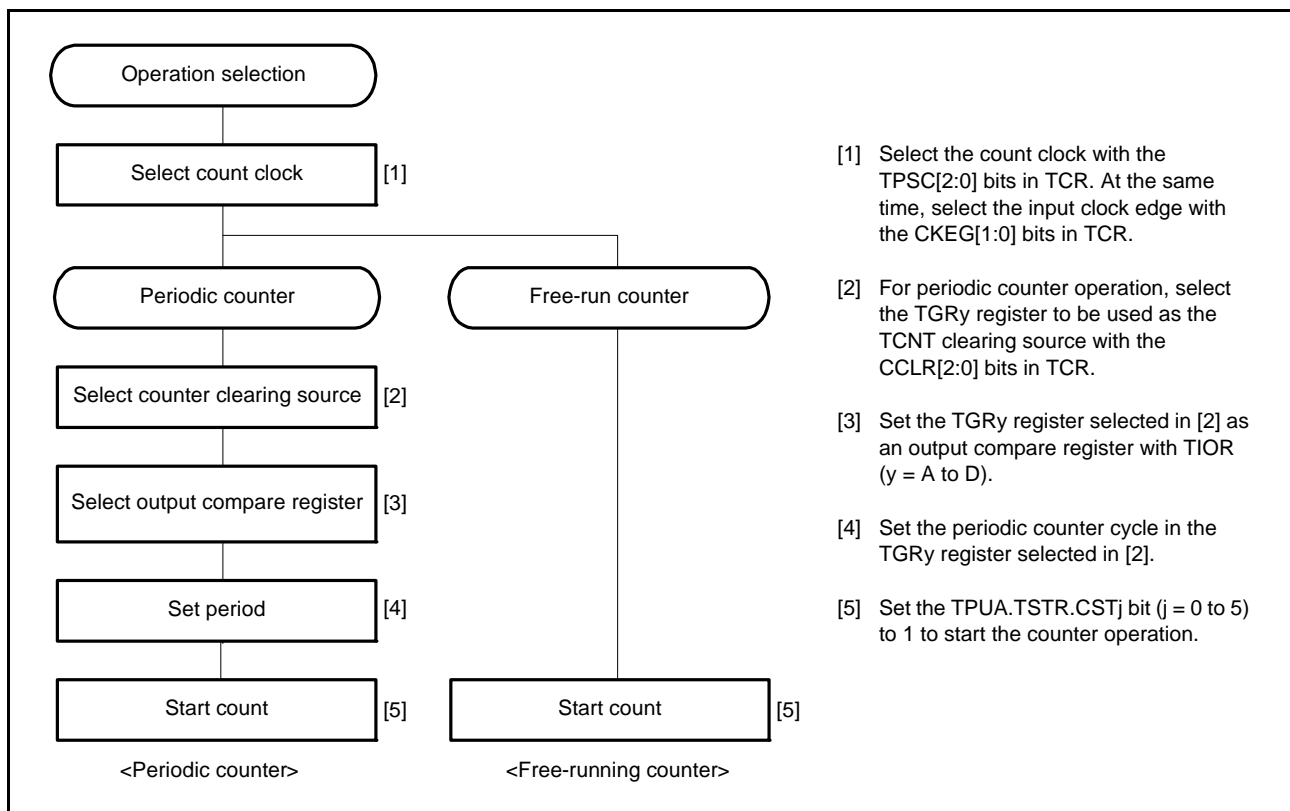 Operation selection
Select count clock
[1]
Periodic counter
Free-run counter
Select counter clearing source
[2]
Select output compare register
[3]
Set period
[4]
Start count
[5]
Start count
[5]
<Periodic counter>
<Free-running counter>
[1] Select the count clock with the
TPSC[2:0] bits in TCR. At the same
time, select the input clock edge with
the CKEG[1:0] bits in TCR.
[2] For periodic counter operation, select
the TGRy register to be used as the
TCNT clearing source with the
CCLR[2:0] bits in TCR.
[3] Set the TGRy register selected in [2] as
an output compare register with TIOR
(y = A to D).
[4] Set the periodic counter cycle in the
TGRy register selected in [2].
[5] Set the TPUA.TSTR.CSTj bit (j = 0 to 5)
to 1 to start the counter operation.